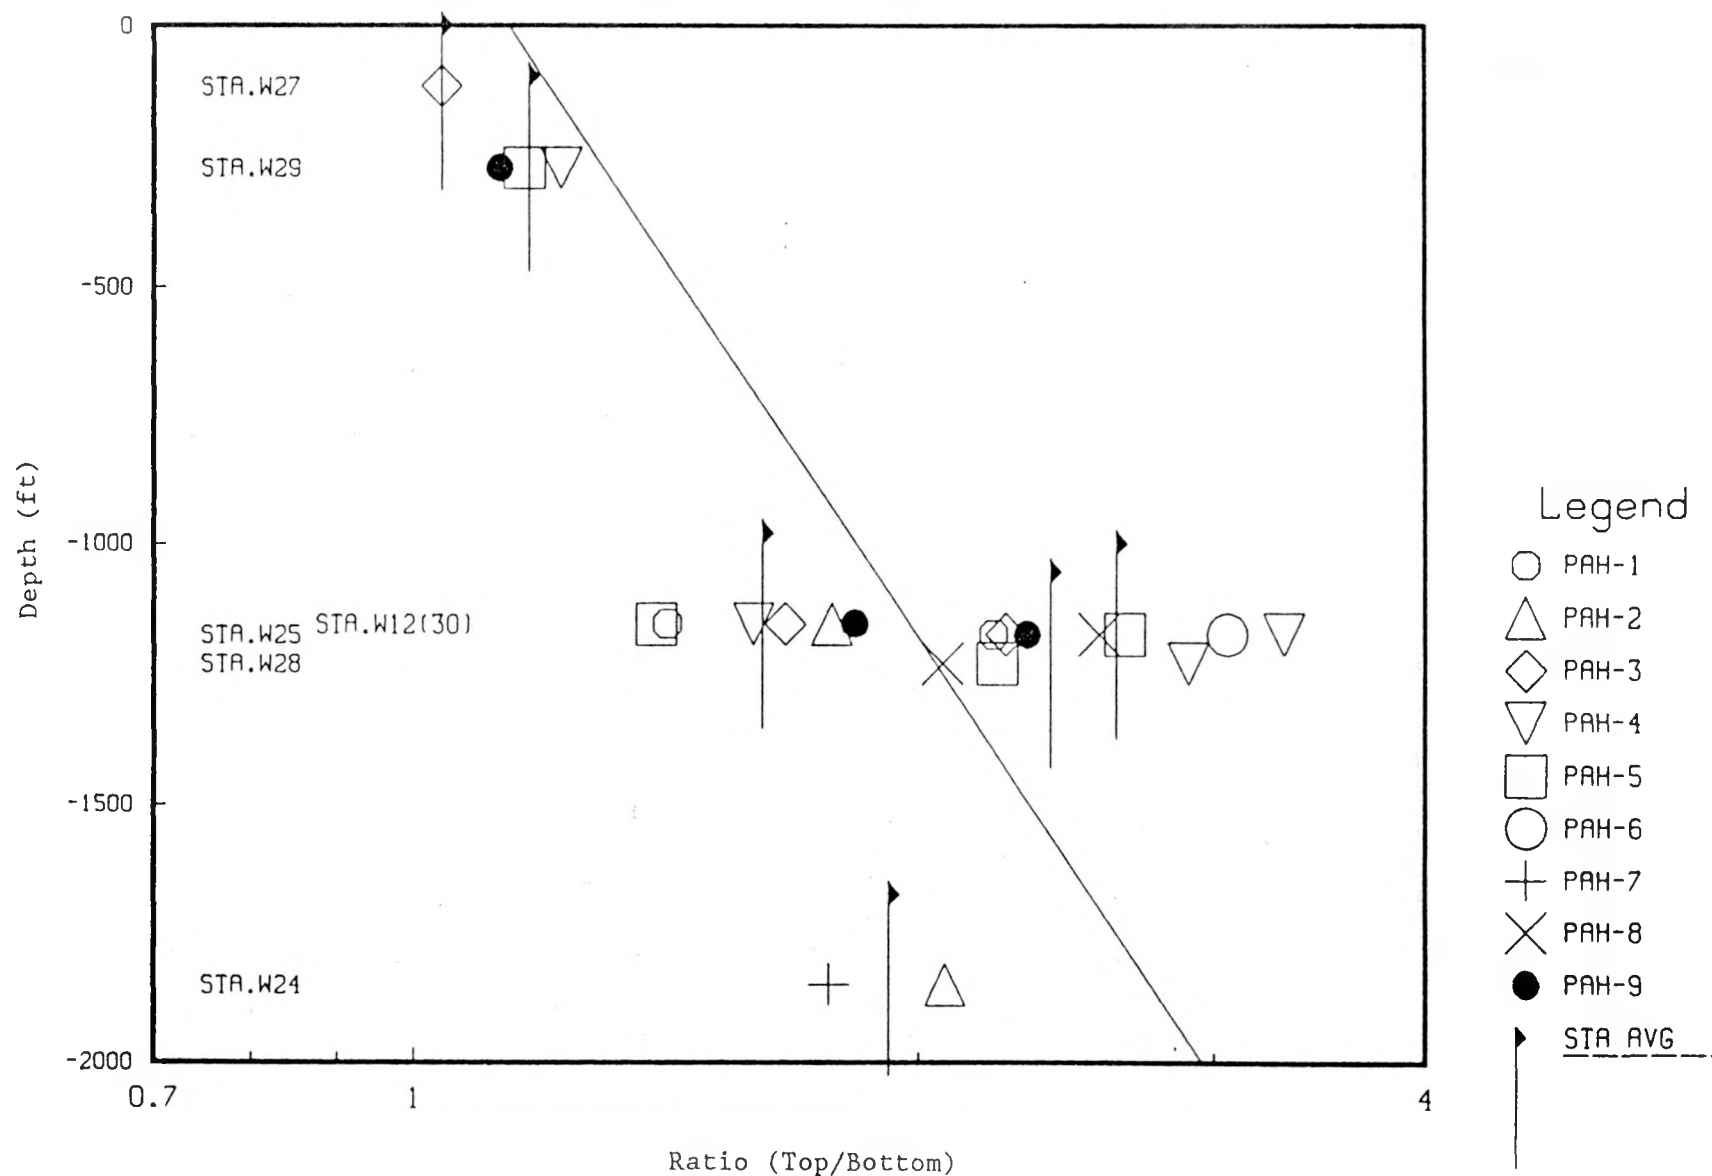 0
STA.W27
STA.W29
-500
Depth (ft)
-1000
STA.W25 STA.W12(30)
STA.W28
-1500
STA.W24
-2000
0.7
1
4
Ratio (Top/Bottom)
Legend
PAH-1
PAH-2
PAH-3
PAH-4
PAH-5
PAH-6
PAH-7
PAH-8
PAH-9
STA AVG